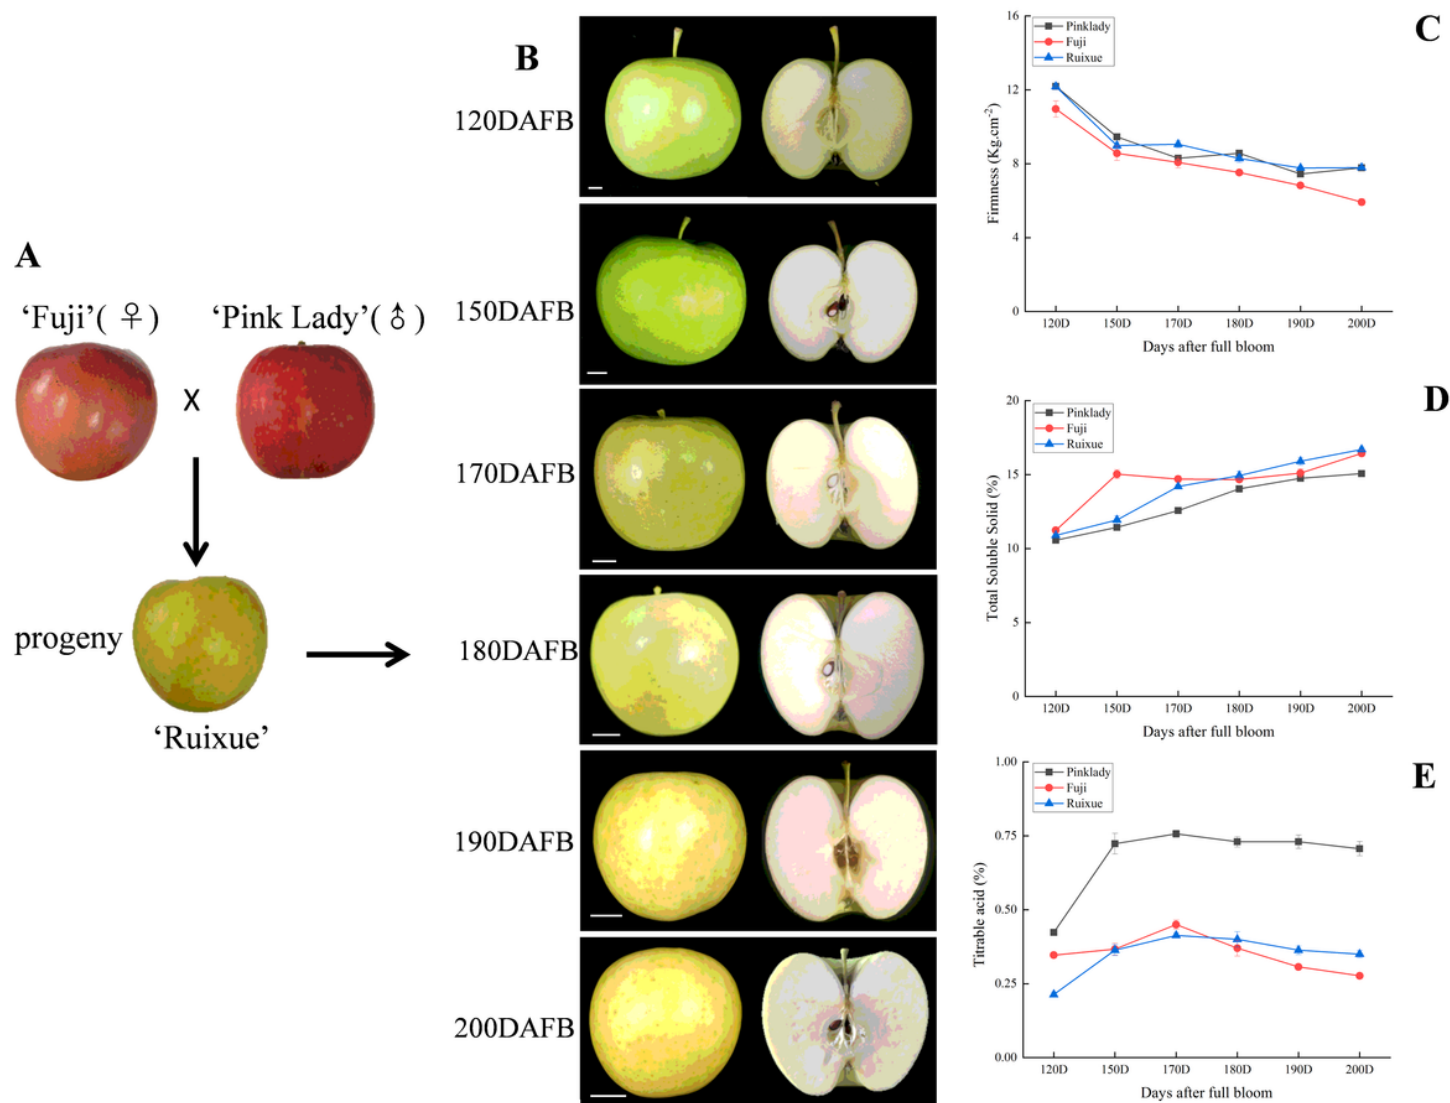 A
‘Fuji’( ♀ ) ‘Pink Lady’( ♂ )
X
progeny
‘Ruixue’
B
120DAFB
150DAFB
170DAFB
180DAFB
190DAFB
200DAFB
C
Pinklady
Fuji
Ruixue
16
12
8
4
0
Firmness (Kg.cm⁻²)
120D 150D 170D 180D 190D 200D
Days after full bloom
D
Pinklady
Fuji
Ruixue
20
15
10
5
0
Total Soluble Solid (%)
120D 150D 170D 180D 190D 200D
Days after full bloom
E
Pinklady
Fuji
Ruixue
1.00
0.75
0.50
0.25
0.00
Titrable acid (%)
120D 150D 170D 180D 190D 200D
Days after full bloom